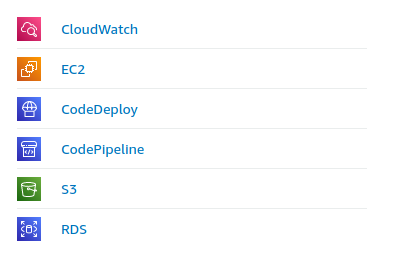 CloudWatch
EC2
CodeDeploy
CodePipeline
S3
RDS